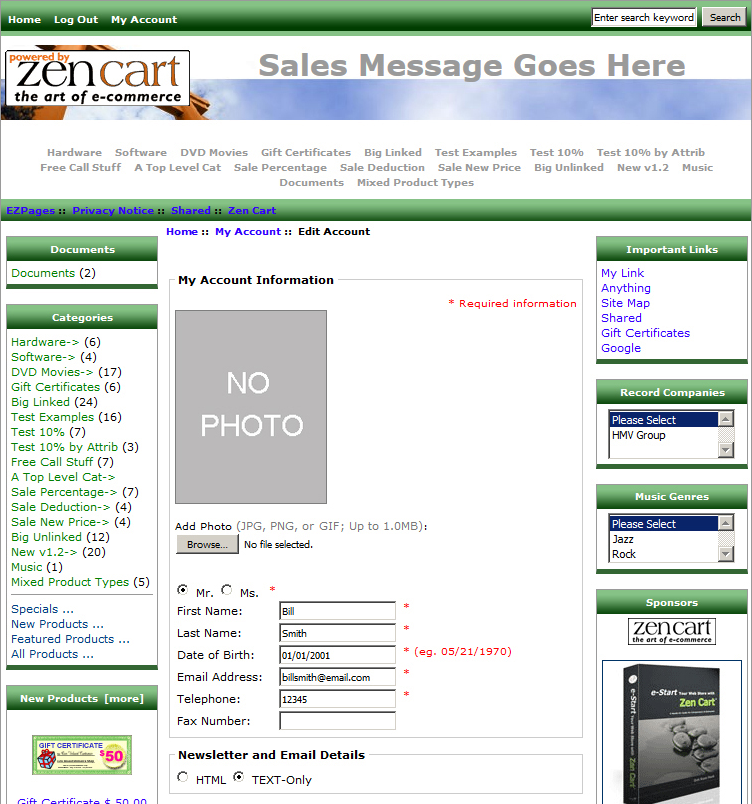 Home Log Out My Account
Enter search keyword Search
powered by
zen cart
the art of e-commerce
Sales Message Goes Here
Hardware Software DVD Movies Gift Certificates Big Linked Test Examples Test 10% Test 10% by Attrib
Free Call Stuff A Top Level Cat Sale Percentage Sale Deduction Sale New Price Big Unlinked New v1.2 Music
Documents Mixed Product Types
EZPages :: Privacy Notice :: Shared :: Zen Cart
Documents
Documents (2)
Categories
Hardware-> (6)
Software-> (4)
DVD Movies-> (17)
Gift Certificates (6)
Big Linked (24)
Test Examples (16)
Test 10% (7)
Test 10% by Attrib (3)
Free Call Stuff (7)
A Top Level Cat->
Sale Percentage-> (7)
Sale Deduction-> (4)
Sale New Price-> (4)
Big Unlinked (12)
New v1.2-> (20)
Music (1)
Mixed Product Types (5)
Specials ...
New Products ...
Featured Products ...
All Products ...
New Products [more]
GIFT CERTIFICATE
$50
Gift Certificate $ 50.00
Home :: My Account :: Edit Account
My Account Information
* Required information
NO
PHOTO
Add Photo (JPG, PNG, or GIF; Up to 1.0MB):
Browse... No file selected.
Mr. Ms. *
First Name: Bill *
Last Name: Smith *
Date of Birth: 01/01/2001 * (eg. 05/21/1970)
Email Address: billsmith@email.com *
Telephone: 12345 *
Fax Number:
Newsletter and Email Details
HTML TEXT-Only
Important Links
My Link
Anything
Site Map
Shared
Gift Certificates
Google
Record Companies
Please Select
HMV Group
Music Genres
Please Select
Jazz
Rock
Sponsors
zen cart
the art of e-commerce
e-Start Your Web Store with
Zen Cart